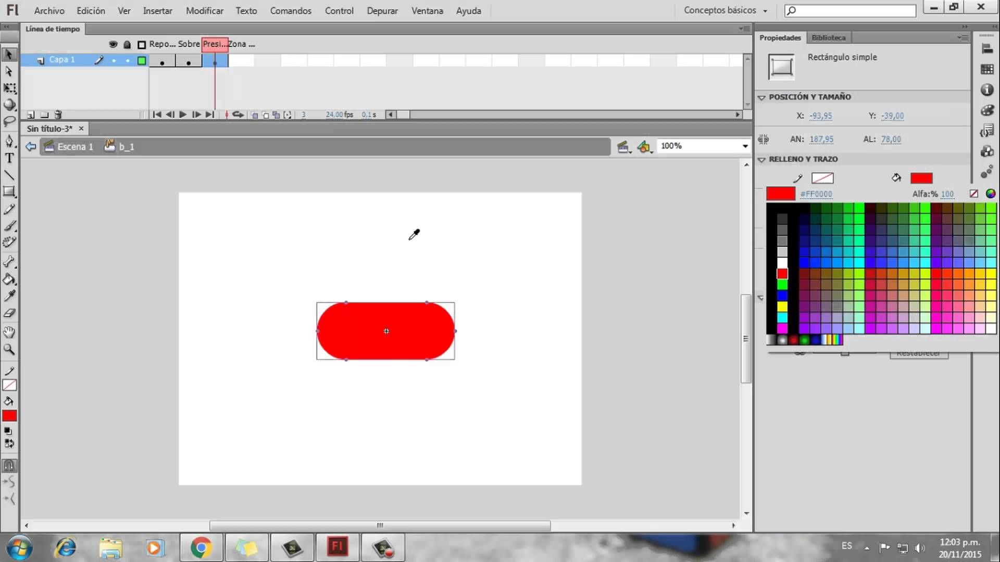 Fl Archivo Edición Ver Insertar Modificar Texto Comandos Control Depurar Ventana Ayuda Conceptos básicos
Línea de tiempo
Repo... Sobre Presi... Zona ...
Capa 1
3 24,00 fps 0,1 s
Sin título-3*
Escena 1 b_1 100%
Propiedades Biblioteca
Rectángulo simple
POSICIÓN Y TAMAÑO
X: -93,95 Y: -39,00
AN: 187,95 AL: 78,00
RELLENO Y TRAZO
#FF0000 Alfa:% 100
Restablecer
T
Fl
ES
12:03 p.m.
20/11/2015